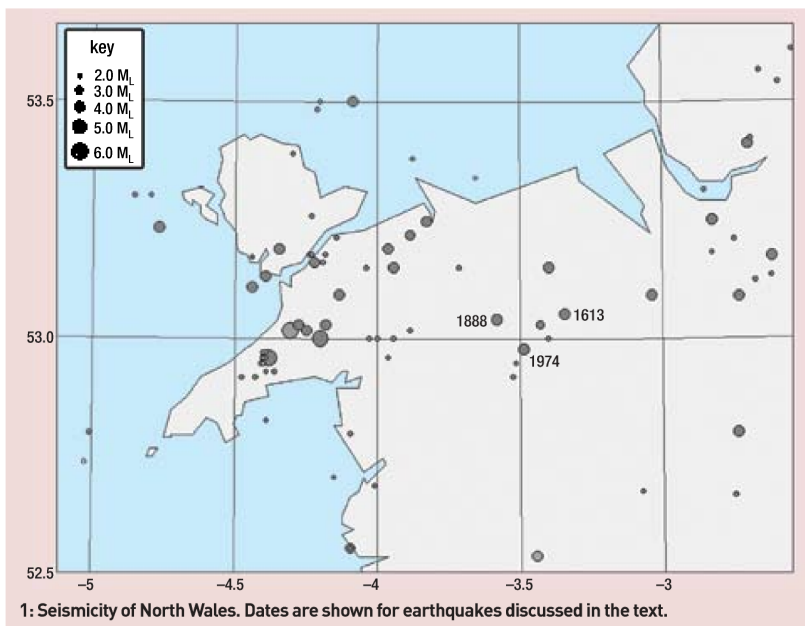 key
2.0 ML
3.0 ML
4.0 ML
5.0 ML
6.0 ML
53.5
53.0
52.5
1888
1613
1974
–5
–4.5
–4
–3.5
–3
1: Seismicity of North Wales. Dates are shown for earthquakes discussed in the text.